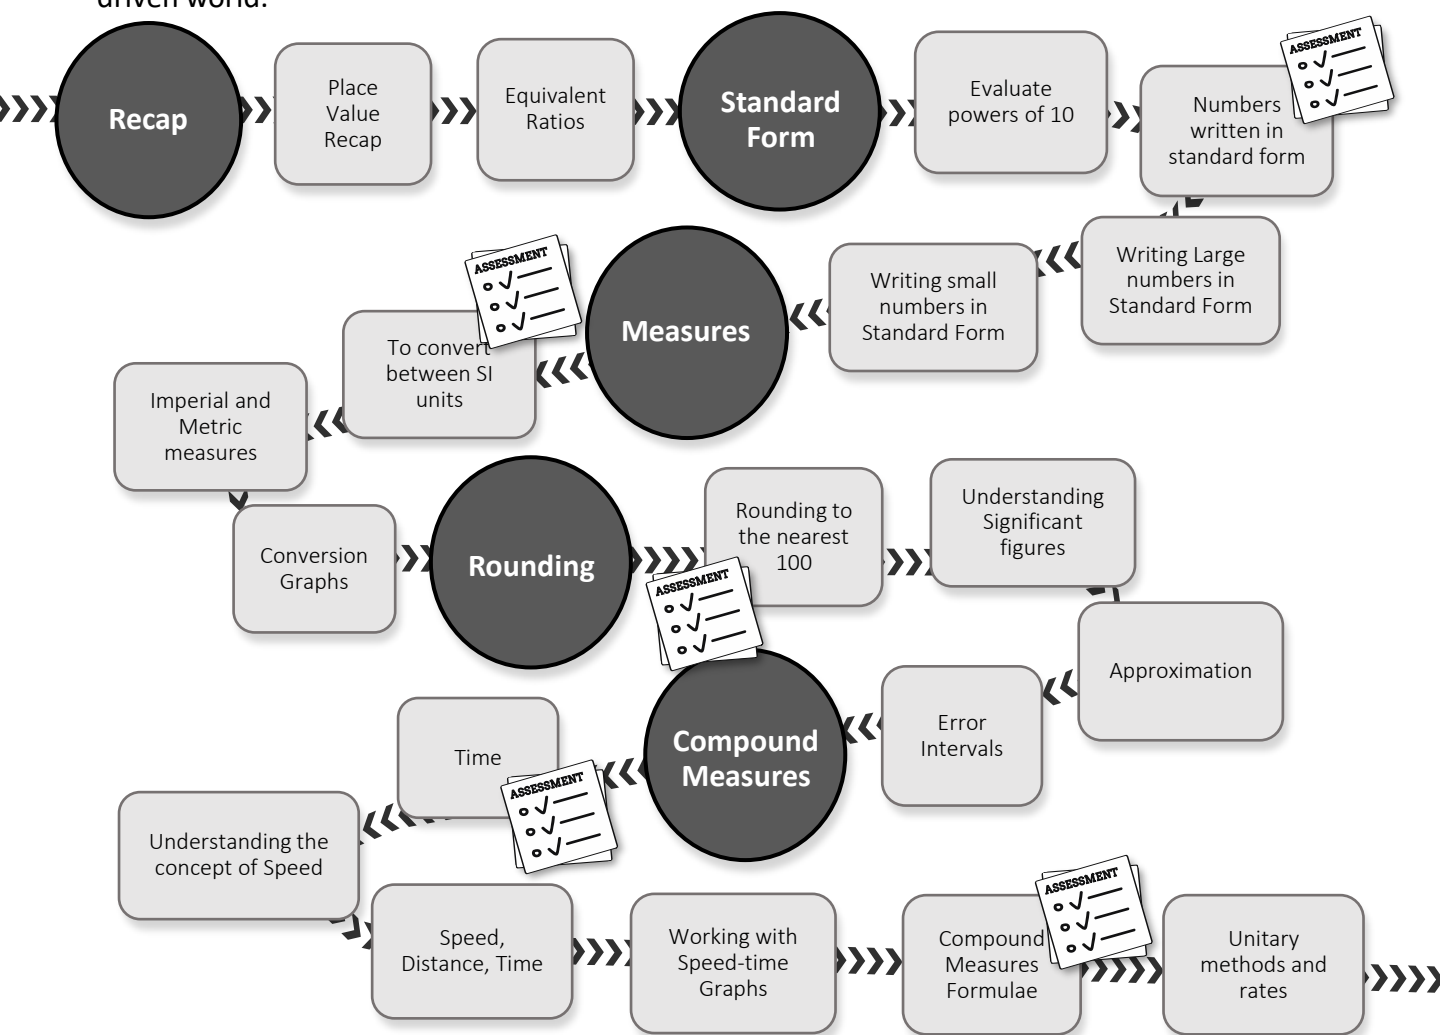 driven world.
Recap
Place
Value
Recap
Equivalent
Ratios
Standard
Form
Evaluate
powers of 10
Numbers
written in
standard form
ASSESSMENT
Writing Large
numbers in
Standard Form
Writing small
numbers in
Standard Form
Measures
ASSESSMENT
To convert
between SI
units
Imperial and
Metric
measures
Conversion
Graphs
Rounding
Rounding to
the nearest
100
ASSESSMENT
Understanding
Significant
figures
Approximation
Error
Intervals
Compound
Measures
Time
ASSESSMENT
Understanding the
concept of Speed
Speed,
Distance, Time
Working with
Speed-time
Graphs
Compound
Measures
Formulae
ASSESSMENT
Unitary
methods and
rates